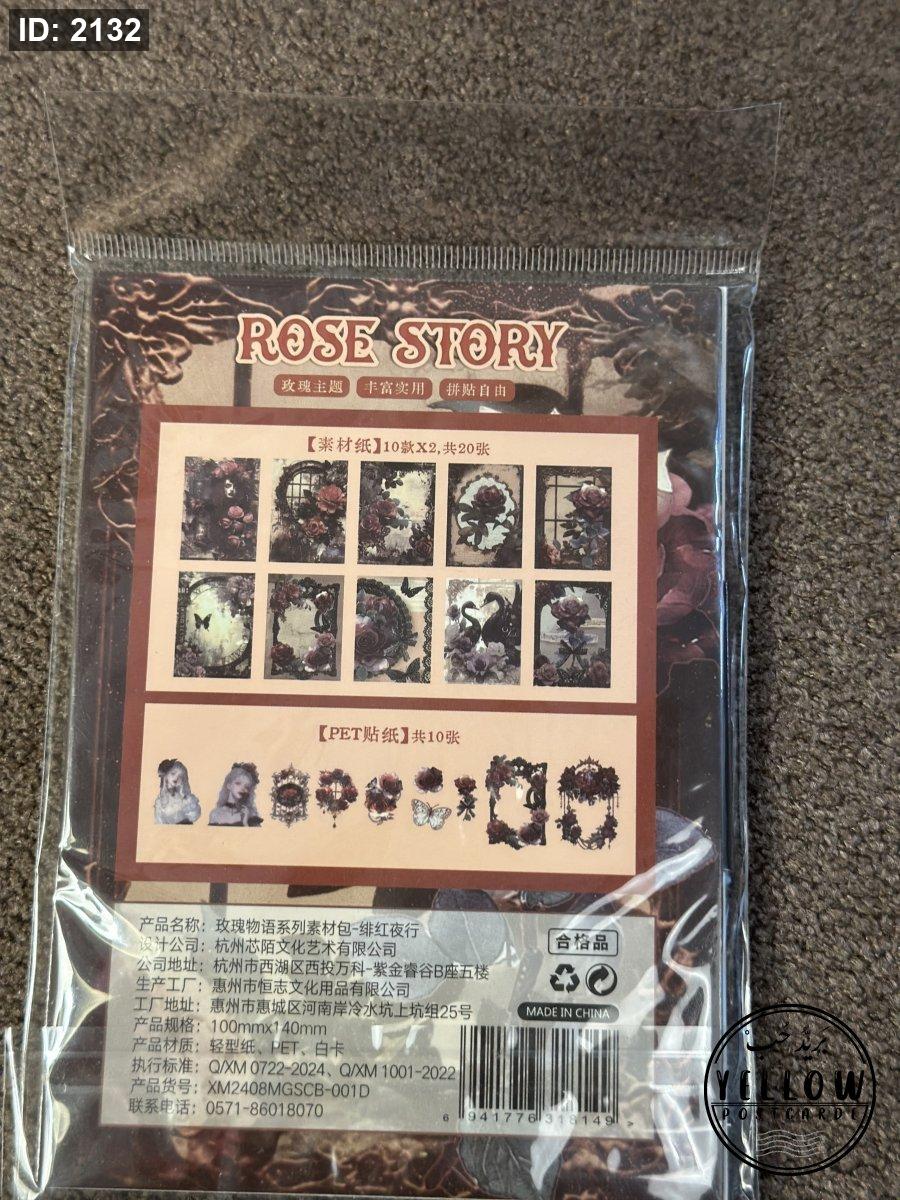 ID: 2132
ROSE STORY
玫瑰主题 丰富实用 拼贴自由
【素材纸】10款X2,共20张
【PET贴纸】共10张
产品名称：玫瑰物语系列素材包-绯红夜行
设计公司：杭州芯陌文化艺术有限公司
公司地址：杭州市西湖区西投万科-紫金睿谷B座五楼
生产工厂：惠州市恒志文化用品有限公司
工厂地址：惠州市惠城区河南岸冷水坑上坑组25号
产品规格：100mmx140mm
产品材质：轻型纸、PET、白卡
执行标准：Q/XM 0722-2024、Q/XM 1001-2022
产品货号：XM2408MGSCB-001D
联系电话：0571-86018070
合格品
MADE IN CHINA
6 941776 318149 >
YELLOW
POSTCARDE